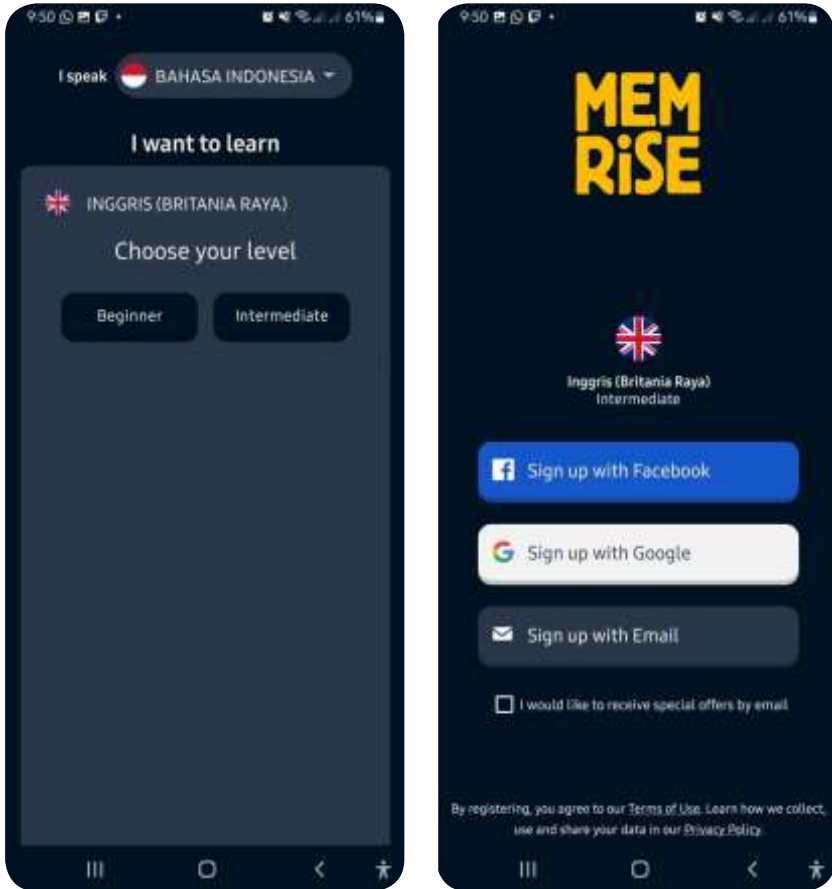 9:50
61%
I speak BAHASA INDONESIA
I want to learn
INGGRIS (BRITANIA RAYA)
Choose your level
Beginner Intermediate
9:50
61%
MEM
RiSE
Inggris (Britania Raya)
Intermediate
Sign up with Facebook
Sign up with Google
Sign up with Email
I would like to receive special offers by email
By registering, you agree to our Terms of Use. Learn how we collect,
use and share your data in our Privacy Policy.